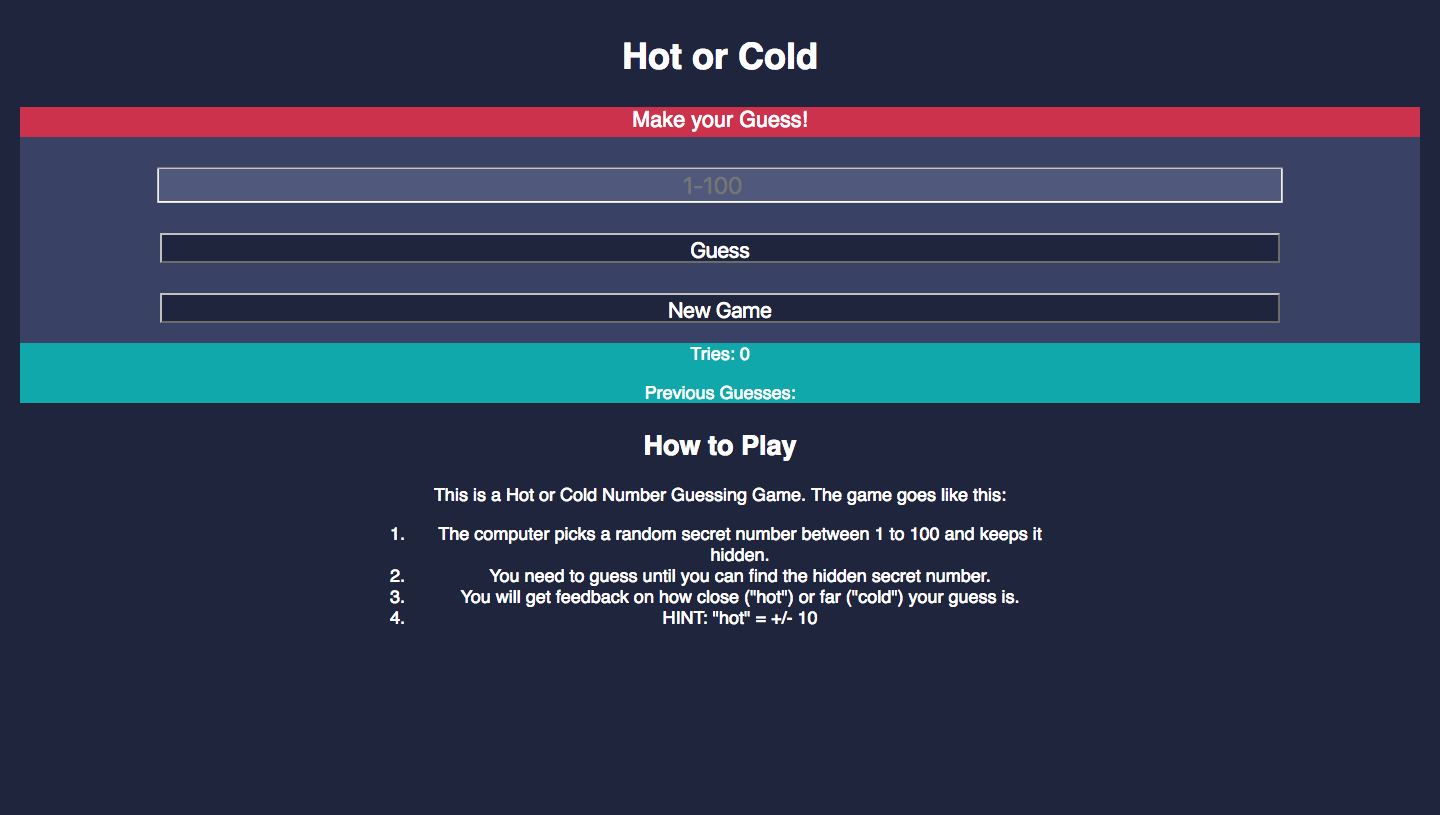 Hot or Cold
Make your Guess!
1-100
Guess
New Game
Tries: 0
Previous Guesses:
How to Play
This is a Hot or Cold Number Guessing Game. The game goes like this:
1. The computer picks a random secret number between 1 to 100 and keeps it
hidden.
2. You need to guess until you can find the hidden secret number.
3. You will get feedback on how close ("hot") or far ("cold") your guess is.
4. HINT: "hot" = +/- 10